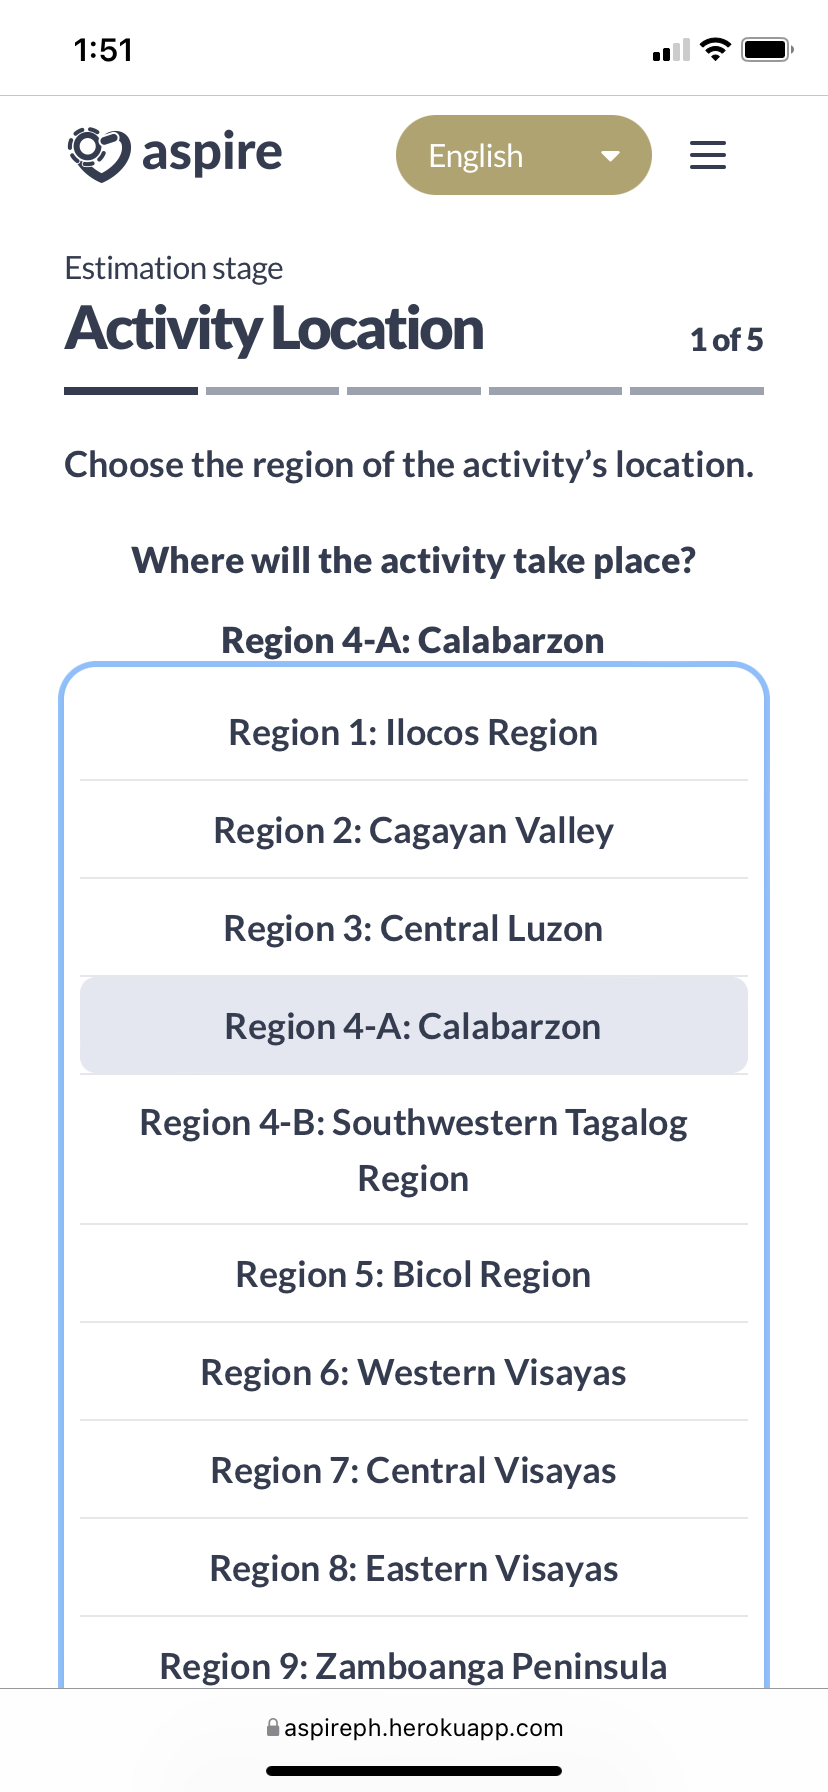 1:51
aspire
English
Estimation stage
Activity Location
1 of 5
Choose the region of the activity’s location.
Where will the activity take place?
Region 4-A: Calabarzon
Region 1: Ilocos Region
Region 2: Cagayan Valley
Region 3: Central Luzon
Region 4-A: Calabarzon
Region 4-B: Southwestern Tagalog
Region
Region 5: Bicol Region
Region 6: Western Visayas
Region 7: Central Visayas
Region 8: Eastern Visayas
Region 9: Zamboanga Peninsula
aspireph.herokuapp.com